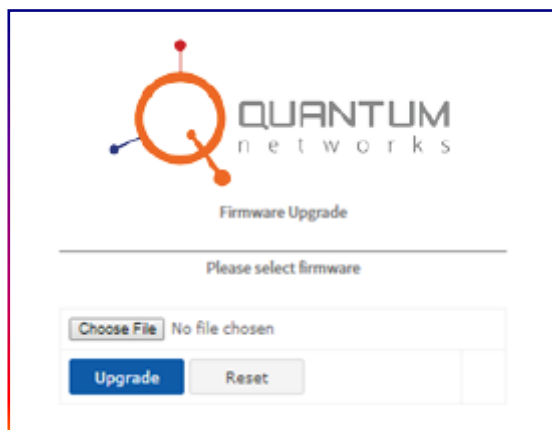 QUANTUM
networks
Firmware Upgrade
Please select firmware
Choose File No file chosen
Upgrade Reset